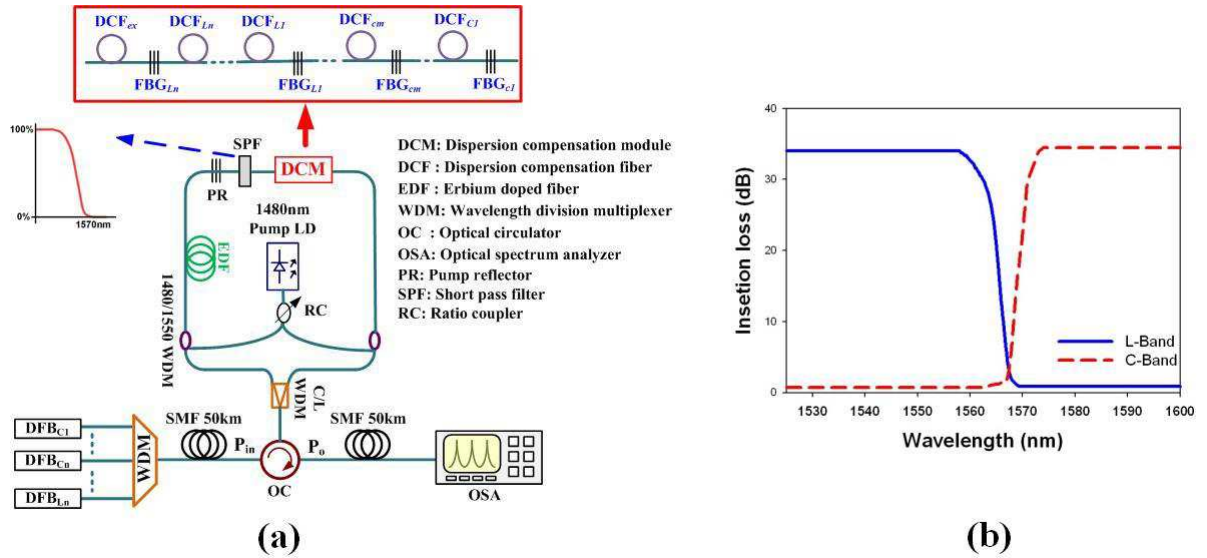 DCFex DCFLn DCFL1 DCFcm DCFC1
FBGLn FBGL1 FBGcm FBGc1
100%
0%
1570nm
SPF
DCM
PR
1480nm
Pump LD
EDF
RC
1480/1550 WDM
C/L
WDM
DCM: Dispersion compensation module
DCF : Dispersion compensation fiber
EDF : Erbium doped fiber
WDM: Wavelength division multiplexer
OC : Optical circulator
OSA: Optical spectrum analyzer
PR: Pump reflector
SPF: Short pass filter
RC: Ratio coupler
DFBC1
DFBCn
DFBLn
WDM
SMF 50km
Pin
OC
Po
SMF 50km
OSA
(a)
40
30
20
10
0
Insetion loss (dB)
L-Band
C-Band
1530 1540 1550 1560 1570 1580 1590 1600
Wavelength (nm)
(b)